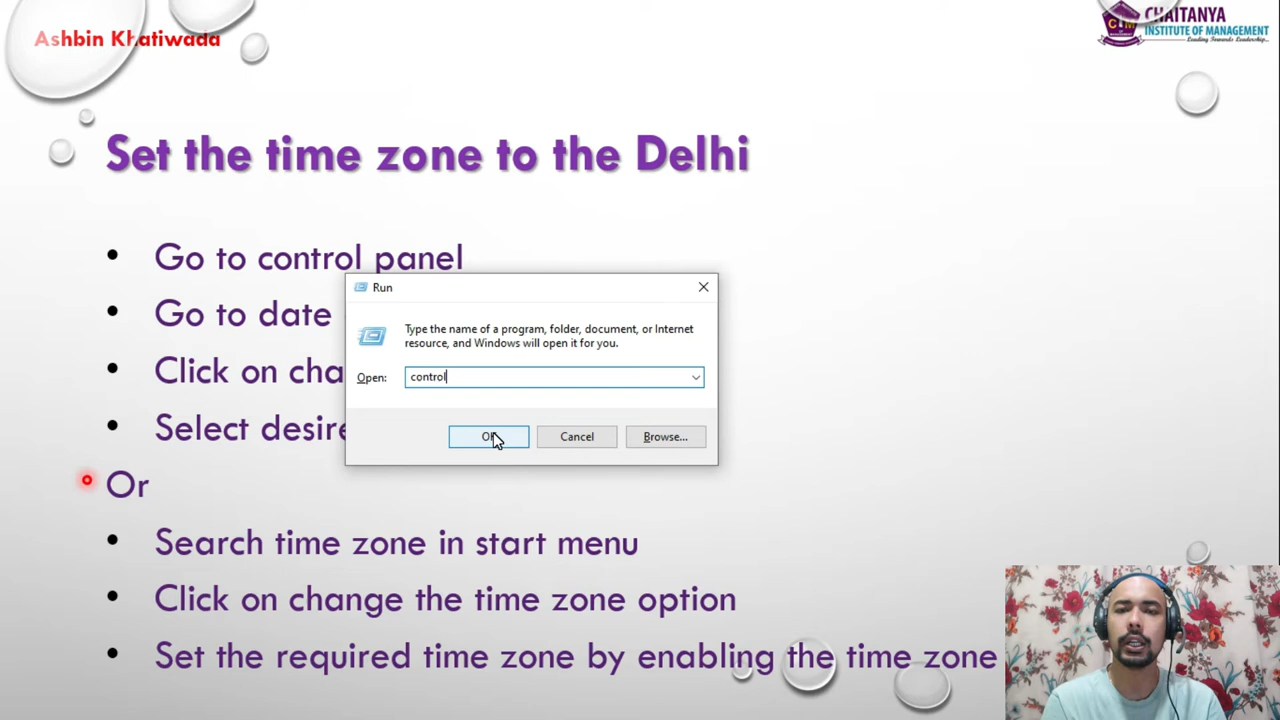 Ashbin Khatiwada
CHAITANYA
INSTITUTE OF MANAGEMENT
Leading Towards Leadership...
Set the time zone to the Delhi
• Go to control panel
• Go to date
• Click on cha
• Select desire
Run
Type the name of a program, folder, document, or Internet
resource, and Windows will open it for you.
Open: control
OK Cancel Browse...
Or
• Search time zone in start menu
• Click on change the time zone option
• Set the required time zone by enabling the time zone